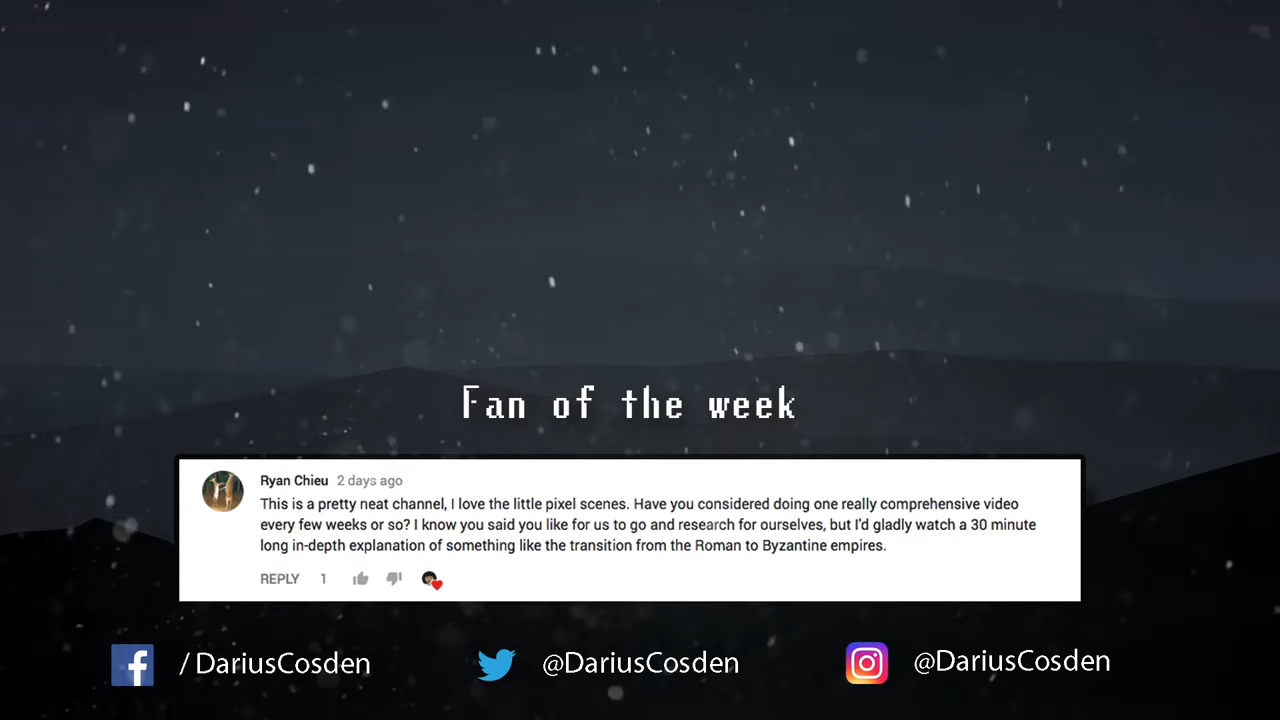 Fan of the week
Ryan Chieu 2 days ago
This is a pretty neat channel, I love the little pixel scenes. Have you considered doing one really comprehensive video
every few weeks or so? I know you said you like for us to go and research for ourselves, but I'd gladly watch a 30 minute
long in-depth explanation of something like the transition from the Roman to Byzantine empires.
REPLY 1
/ DariusCosden @DariusCosden @DariusCosden